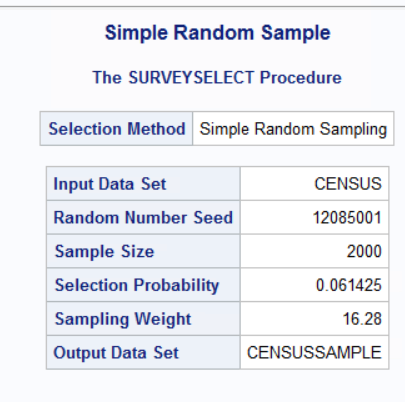 Simple Random Sample
The SURVEYSELECT Procedure
Selection Method Simple Random Sampling
Input Data Set CENSUS
Random Number Seed 12085001
Sample Size 2000
Selection Probability 0.061425
Sampling Weight 16.28
Output Data Set CENSUSSAMPLE